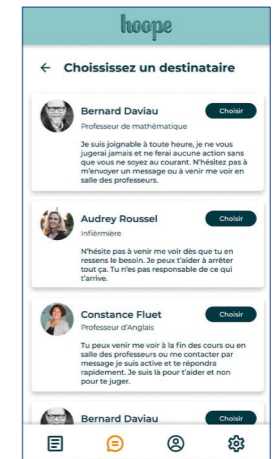 hoope
← Choississez un destinataire
Bernard Daviau
Choisir
Professeur de mathématique
Je suis joignable à toute heure, je ne vous
jugerai jamais et ne ferai aucune action sans
que vous ne soyez au courant. N'hésitez pas à
m'envoyer un message ou à venir me voir en
salle des professeurs.
Audrey Roussel
Choisir
Infiérmière
N'hésite pas à venir me voir dès que tu en
ressens le besoin. Je peux t'aider à arrêter
tout ça. Tu n'es pas responsable de ce qui
t'arrive.
Constance Fluet
Choisir
Professeur d'Anglais
Tu peux venir me voir à la fin des cours ou en
salle des professeurs ou me contacter par
message je suis active et te répondra
rapidement. Je suis là pour t'aider et non
pour te juger.
Bernard Daviau
Choisir